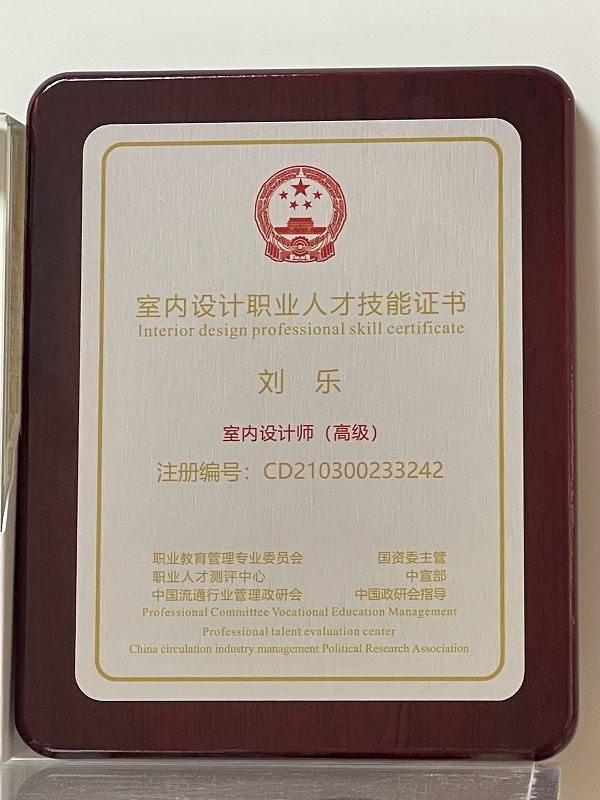 室内设计职业人才技能证书
Interior design professional skill certificate
刘 乐
室内设计师（高级）
注册编号：CD210300233242
职业教育管理专业委员会 国资委主管
职业人才测评中心 中宣部
中国流通行业管理政研会 中国政研会指导
Professional Committee Vocational Education Management
Professional talent evaluation center
China circulation industry management Political Research Association